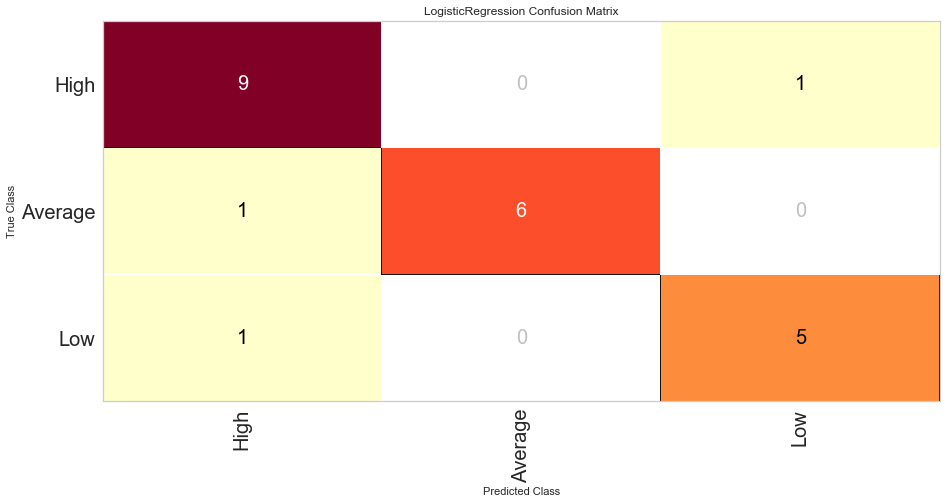 LogisticRegression Confusion Matrix
High
9
0
1
True Class
Average
1
6
0
Low
1
0
5
High
Average
Low
Predicted Class